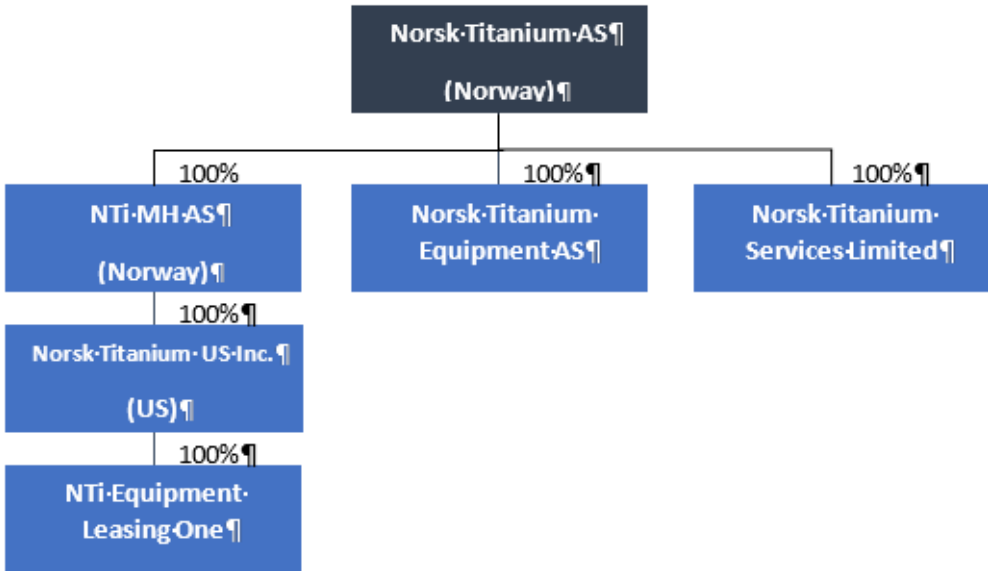 Norsk·Titanium·AS¶
(Norway)¶
100%
100%¶
100%¶
NTi·MH·AS¶
(Norway)¶
Norsk·Titanium·
Equipment·AS¶
Norsk·Titanium·
Services·Limited¶
100%¶
Norsk·Titanium· US·Inc.¶
(US)¶
100%¶
NTi·Equipment·
Leasing·One¶